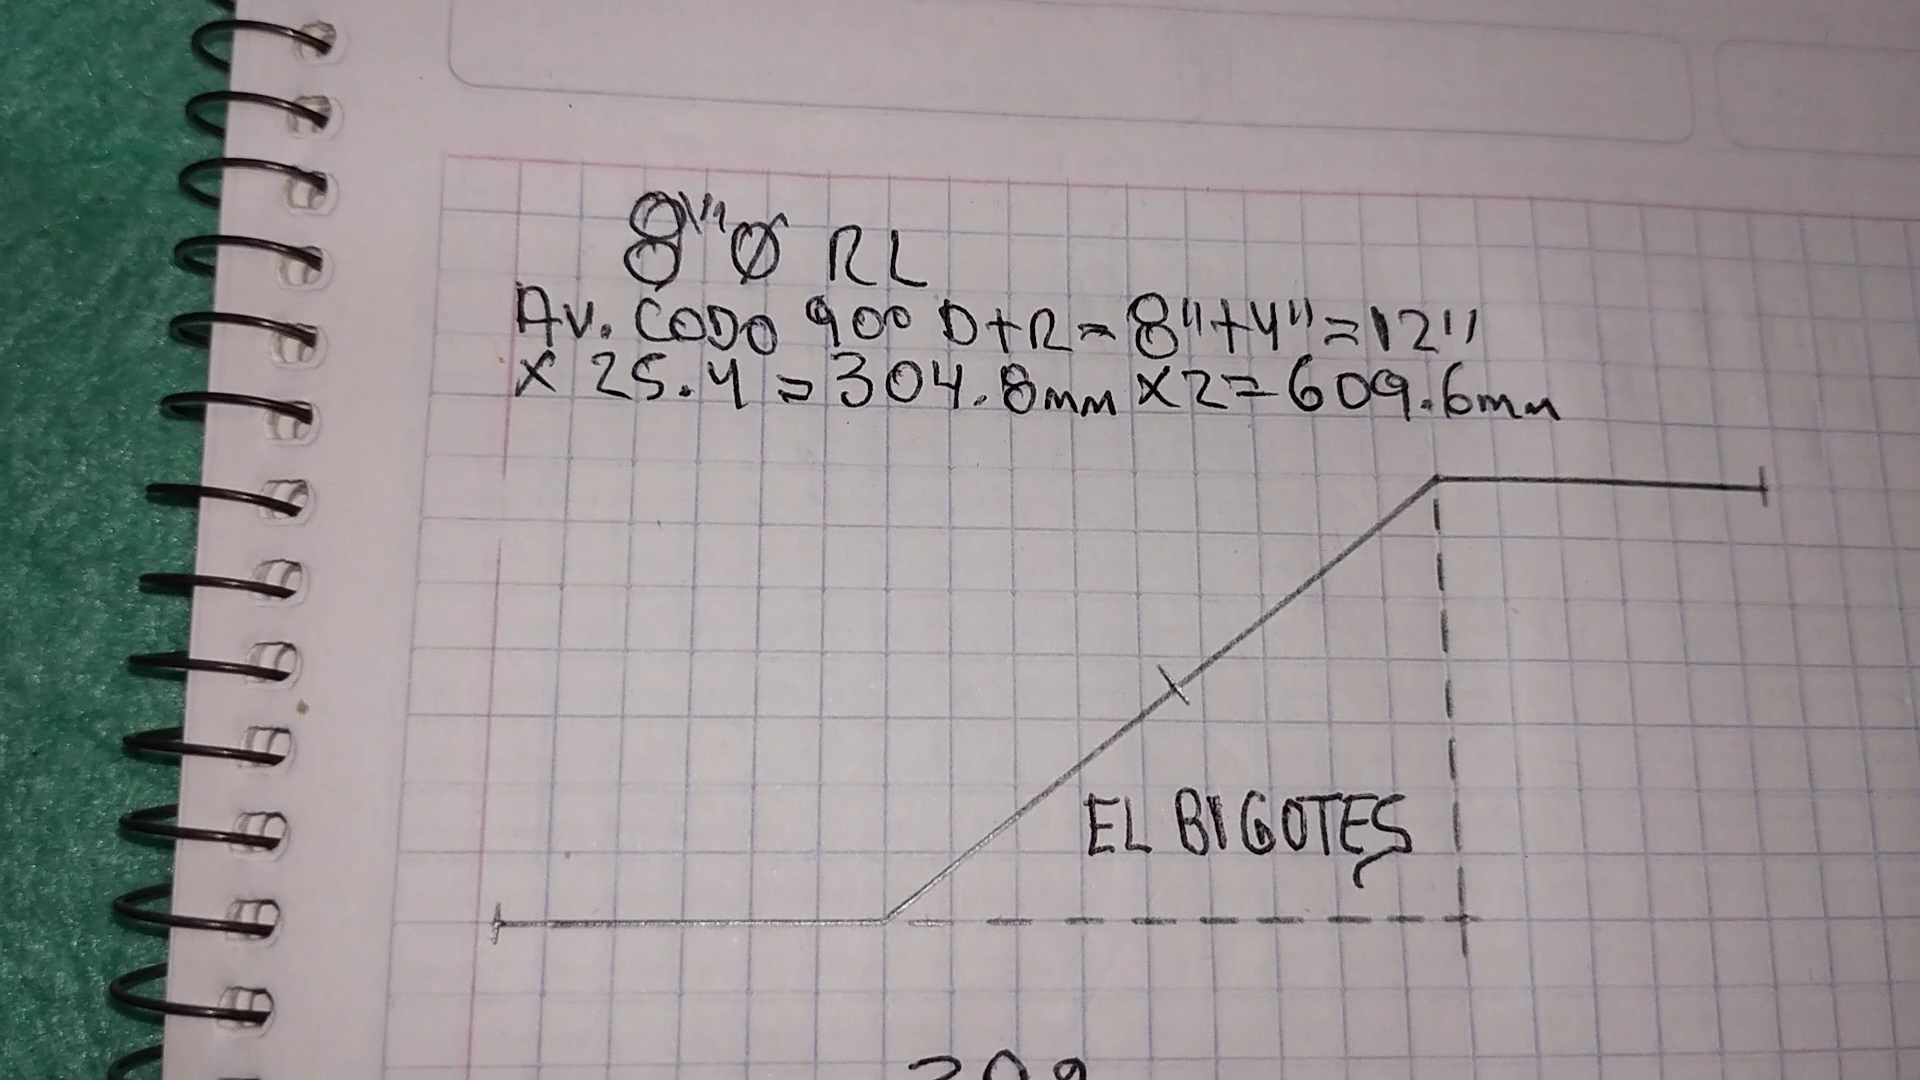 8"Ø RL
AV. CODO 90° D+R = 8"+4" = 12"
X 25.4 = 304.8mm X2 = 609.6mm
EL BIGOTES